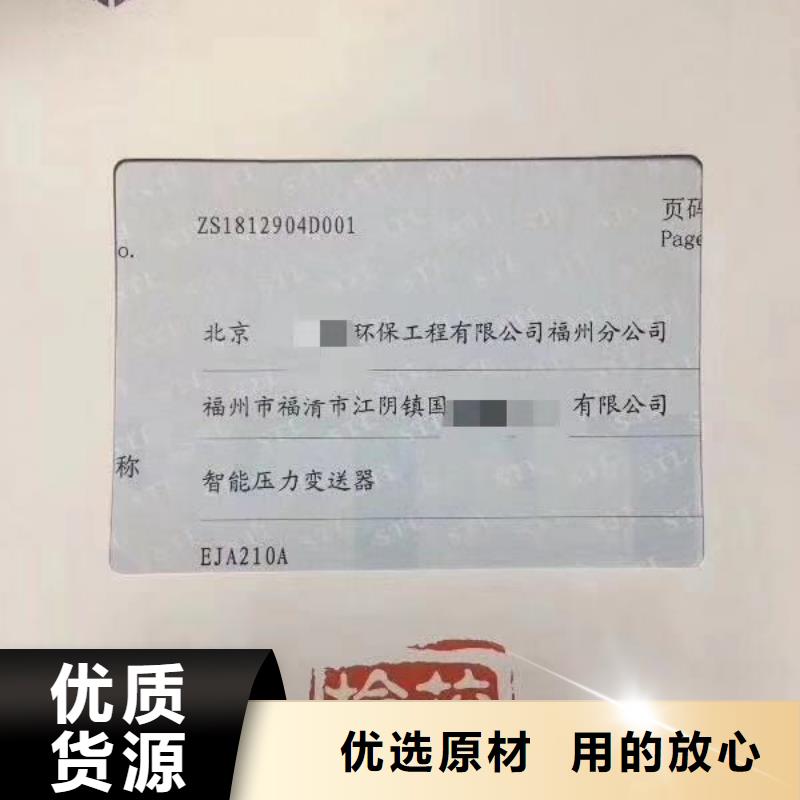 ZS1812904D001
页码
o.
Page
北京 环保工程有限公司福州分公司
福州市福清市江阴镇国 有限公司
称
智能压力变送器
EJA210A
优质
货源
优选原材 用的放心